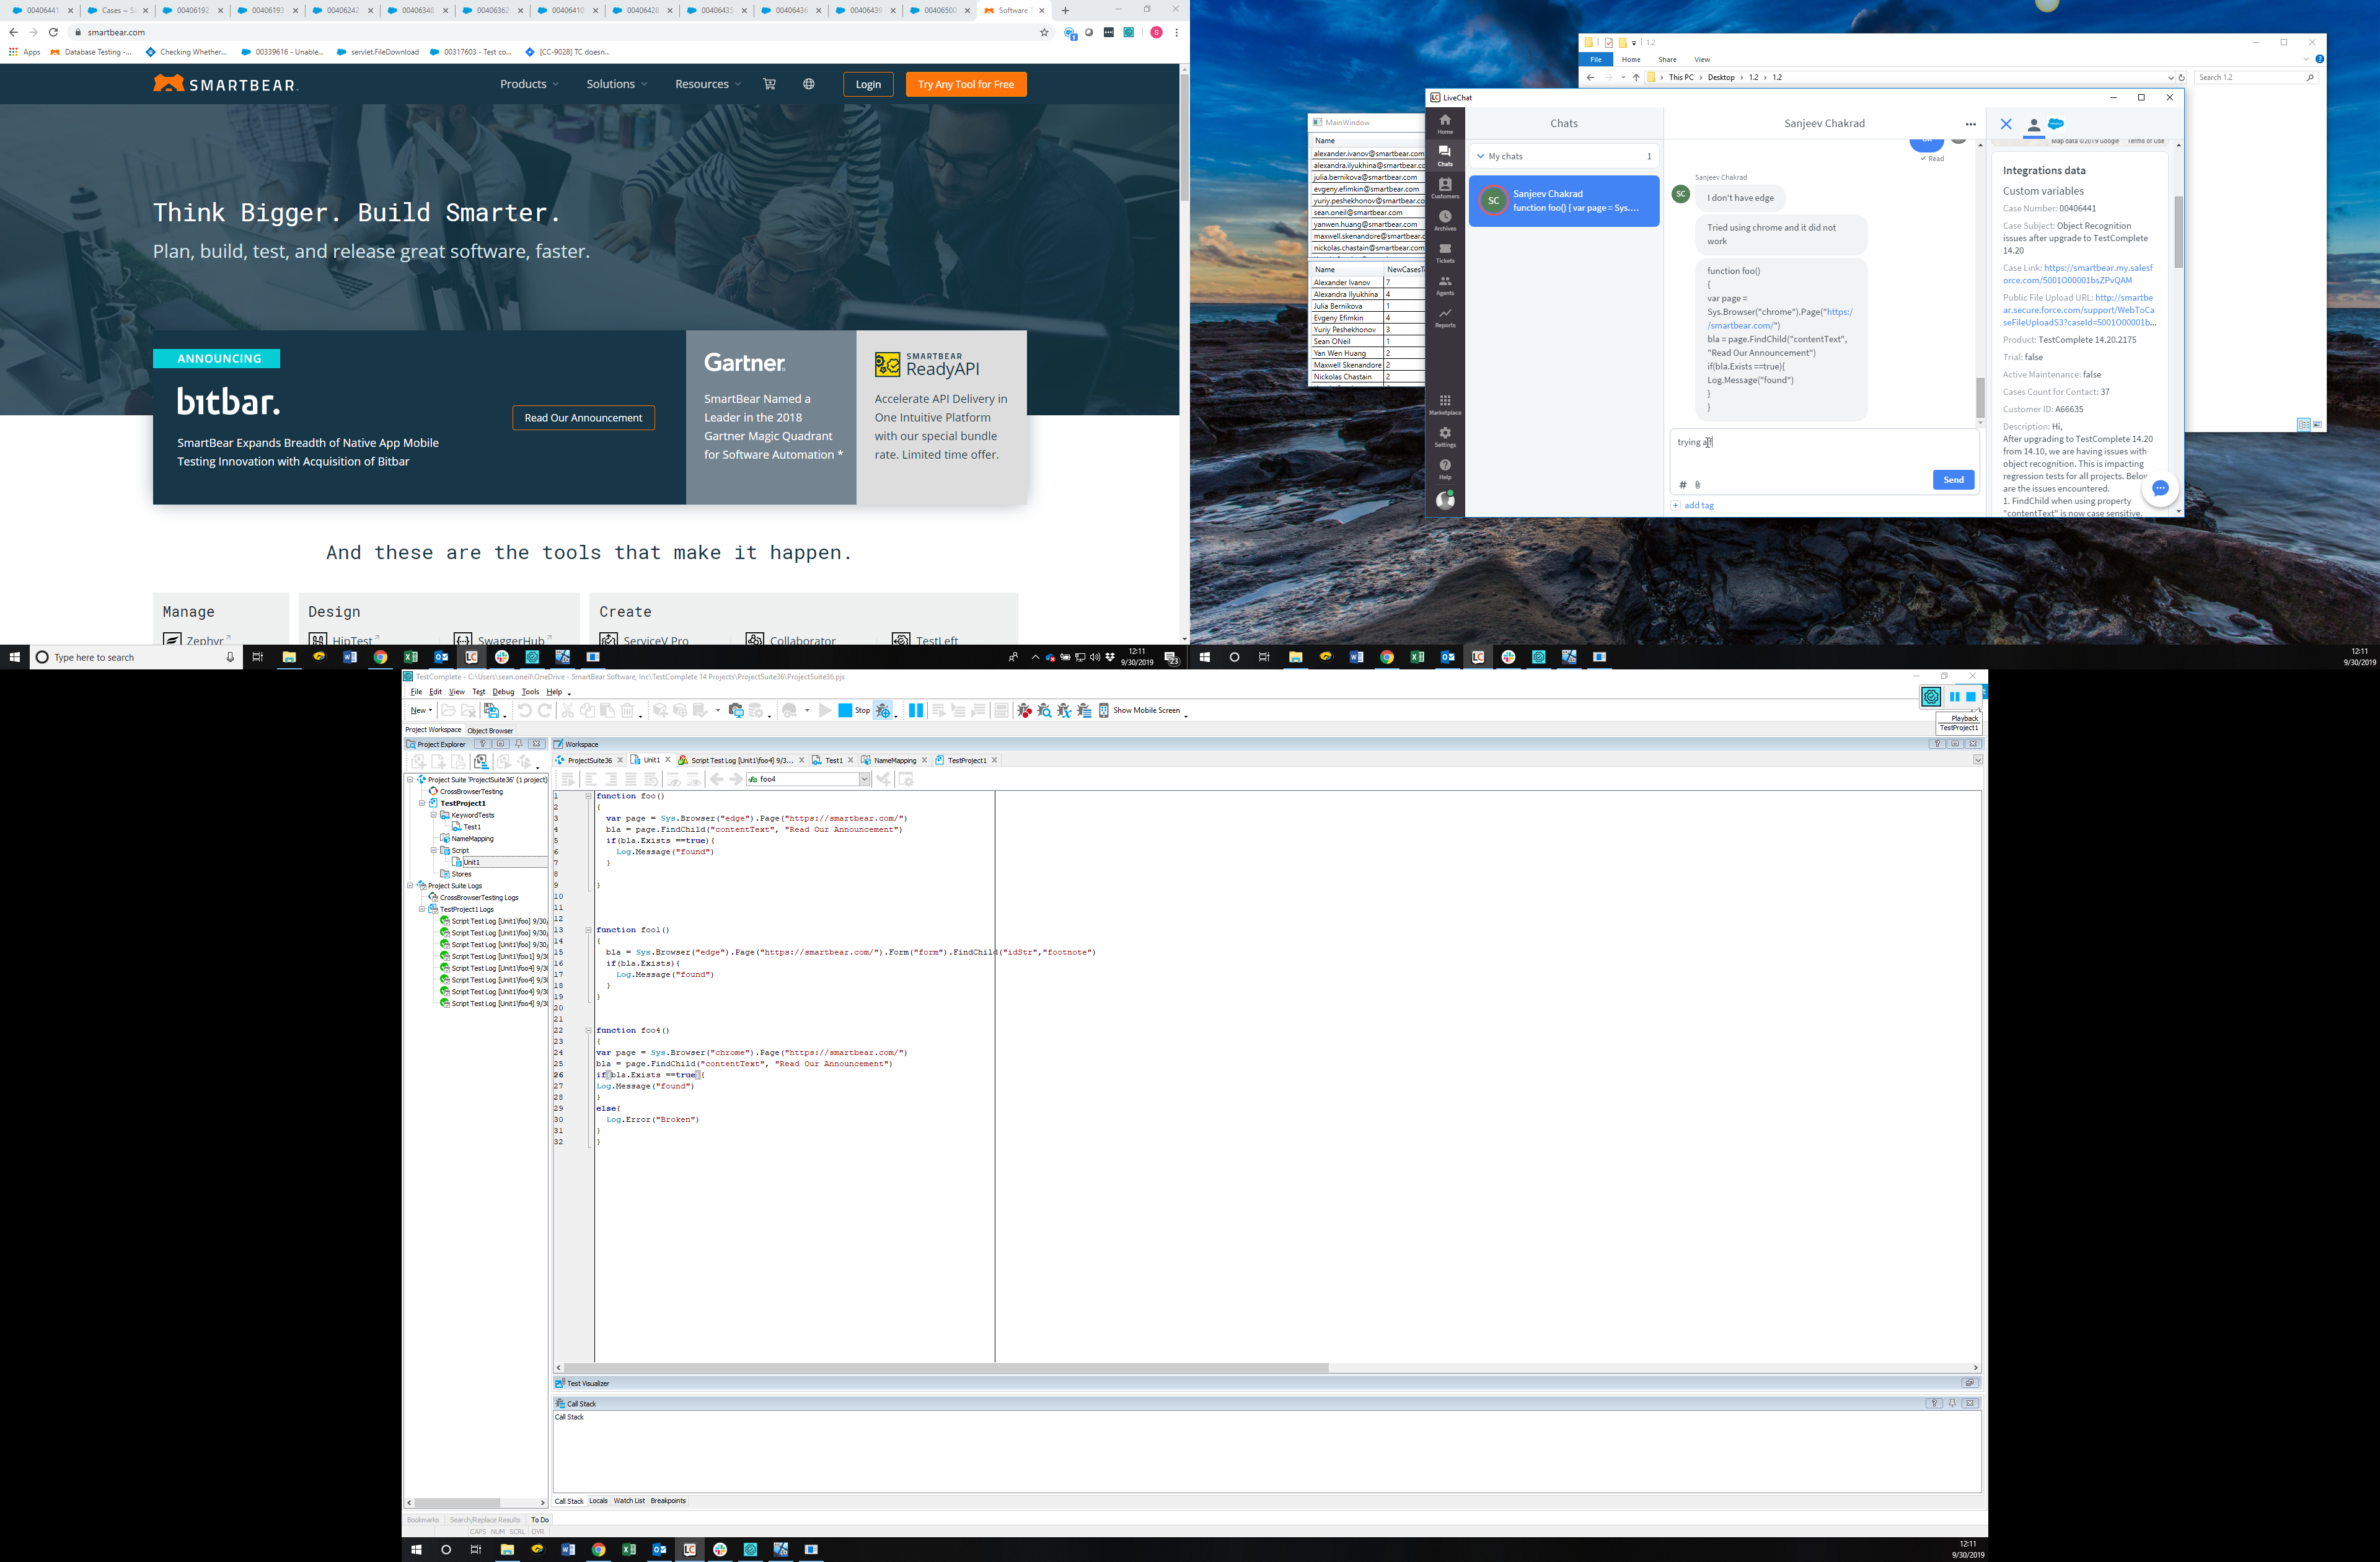 00406441
Cases ~ Sa
00406192
00406193
00406242
00406348
00406362
00406410
00406428
00406435
00406436
00406439
00406500
Software
smartbear.com
Apps
Database Testing -...
Checking Whether...
00339616 - Unable...
servlet.FileDownload
00317603 - Test co...
[CC-9028] TC doesn...
SMARTBEAR
Products
Solutions
Resources
Login
Try Any Tool for Free
Think Bigger. Build Smarter.
Plan, build, test, and release great software, faster.
ANNOUNCING
bitbar.
SmartBear Expands Breadth of Native App Mobile
Testing Innovation with Acquisition of Bitbar
Read Our Announcement
Gartner
SmartBear Named a
Leader in the 2018
Gartner Magic Quadrant
for Software Automation *
SMARTBEAR
ReadyAPI
Accelerate API Delivery in
One Intuitive Platform
with our special bundle
rate. Limited time offer.
And these are the tools that make it happen.
Manage
Design
Create
Zephyr
HipTest
SwaggerHub
ServiceV Pro
Collaborator
TestLeft
Type here to search
12:11
9/30/2019
23
1.2
File
Home
Share
View
This PC > Desktop > 1.2 > 1.2
Search 1.2
MainWindow
Name
alexander.ivanov@smartbear.com
alexandra.ilyukhina@smartbear.cc
julia.bernikova@smartbear.com
evgeny.efimkin@smartbear.com
yuriy.peshekhonov@smartbear.co
sean.oneil@smartbear.com
yanwen.huang@smartbear.com
maxwell.skenandore@smartbear.c
nickolas.chastain@smartbear.com
Name NewCasesT
Alexander Ivanov 7
Alexandra Ilyukhina 4
Julia Bernikova 1
Evgeny Efimkin 4
Yuriy Peshekhonov 3
Sean ONeil 1
Yan Wen Huang 2
Maxwell Skenandore 2
Nickolas Chastain 2
LiveChat
Home
Chats
Customers
Archives
Tickets
Agents
Reports
Marketplace
Settings
Help
Chats
My chats 1
SC
Sanjeev Chakrad
function foo() { var page = Sys....
Sanjeev Chakrad
Read
Sanjeev Chakrad
SC
I don't have edge
Tried using chrome and it did not
work
function foo()
{
var page =
Sys.Browser("chrome").Page("https:/
/smartbear.com/")
bla = page.FindChild("contentText",
"Read Our Announcement")
if(bla.Exists ==true){
Log.Message("found")
}
}
trying a
Send
add tag
Map data ©2019 Google
Terms of Use
Integrations data
Custom variables
Case Number: 00406441
Case Subject: Object Recognition
issues after upgrade to TestComplete
14.20
Case Link: https://smartbear.my.salesf
orce.com/5001O00001bsZPvQAM
Public File Upload URL: http://smartbe
ar.secure.force.com/support/WebToCa
seFileUploadS3?caseId=5001O00001b...
Product: TestComplete 14.20.2175
Trial: false
Active Maintenance: false
Cases Count for Contact: 37
Customer ID: A66635
Description: Hi,
After upgrading to TestComplete 14.20
from 14.10, we are having issues with
object recognition. This is impacting
regression tests for all projects. Below
are the issues encountered.
1. FindChild when using property
"contentText" is now case sensitive.
12:11
9/30/2019
TestComplete - C:\Users\sean.oneil\OneDrive - SmartBear Software, Inc\TestComplete 14 Projects\ProjectSuite36\ProjectSuite36.pjs
File Edit View Test Debug Tools Help
New
Stop
Show Mobile Screen
Playback
TestProject1
Project Workspace
Object Browser
Project Explorer
Workspace
ProjectSuite36
Unit1
Script Test Log [Unit1\foo4] 9/3...
Test1
NameMapping
TestProject1
foo4
Project Suite 'ProjectSuite36' (1 project)
CrossBrowserTesting
TestProject1
KeywordTests
Test1
NameMapping
Script
Unit1
Stores
Project Suite Logs
CrossBrowserTesting Logs
TestProject1 Logs
Script Test Log [Unit1\foo] 9/30/
Script Test Log [Unit1\foo] 9/30/
Script Test Log [Unit1\foo] 9/30/
Script Test Log [Unit1\foo1] 9/30
Script Test Log [Unit1\foo4] 9/30
Script Test Log [Unit1\foo4] 9/30
Script Test Log [Unit1\foo4] 9/30
Script Test Log [Unit1\foo4] 9/30
1 function foo()
2 {
3 var page = Sys.Browser("edge").Page("https://smartbear.com/")
4 bla = page.FindChild("contentText", "Read Our Announcement")
5 if(bla.Exists ==true){
6 Log.Message("found")
7 }
8
9 }
10
11
12
13 function foo1()
14 {
15 bla = Sys.Browser("edge").Page("https://smartbear.com/").Form("form").FindChild("idStr","footnote")
16 if(bla.Exists){
17 Log.Message("found")
18 }
19 }
20
21
22 function foo4()
23 {
24 var page = Sys.Browser("chrome").Page("https://smartbear.com/")
25 bla = page.FindChild("contentText", "Read Our Announcement")
26 if(bla.Exists ==true){
27 Log.Message("found")
28 }
29 else{
30 Log.Error("Broken")
31 }
32 }
Test Visualizer
Call Stack
Call Stack
Call Stack
Locals
Watch List
Breakpoints
Bookmarks
Search/Replace Results
To Do
CAPS NUM SCRL OVR
12:11
9/30/2019